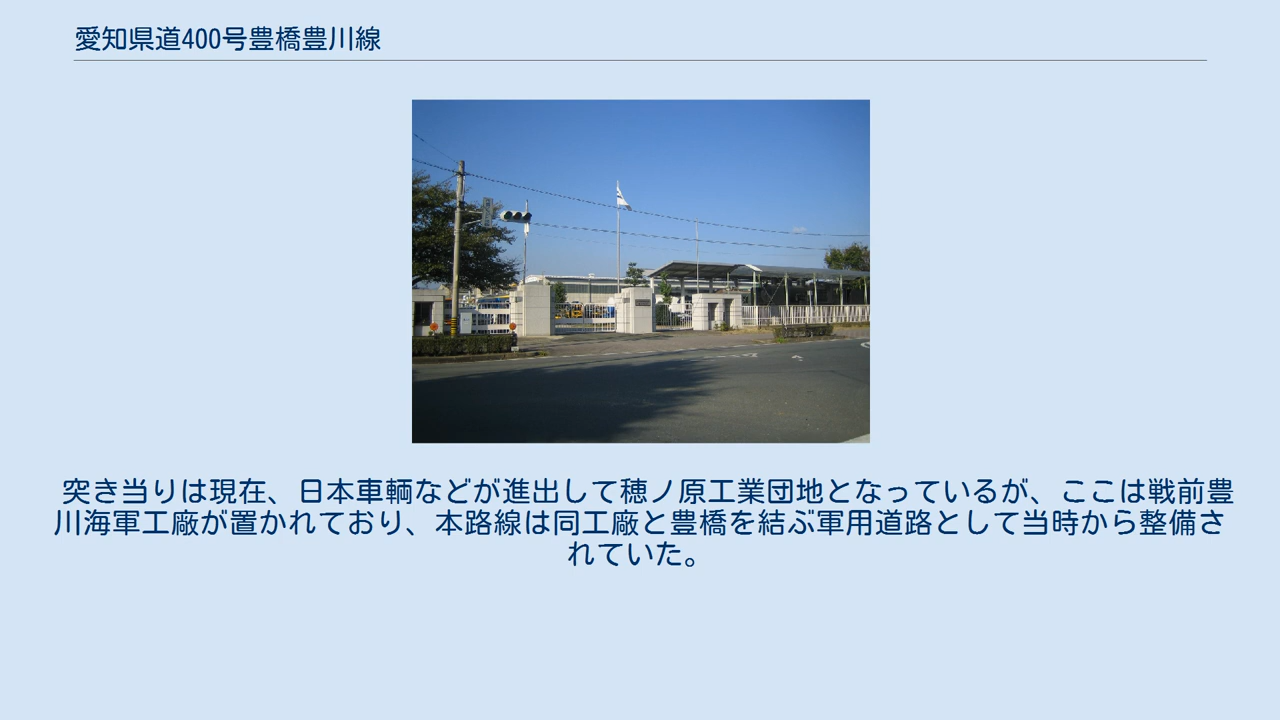 愛知県道400号豊橋豊川線
突き当りは現在、日本車輌などが進出して穂ノ原工業団地となっているが、ここは戦前豊
川海軍工廠が置かれており、本路線は同工廠と豊橋を結ぶ軍用道路として当時から整備さ
れていた。